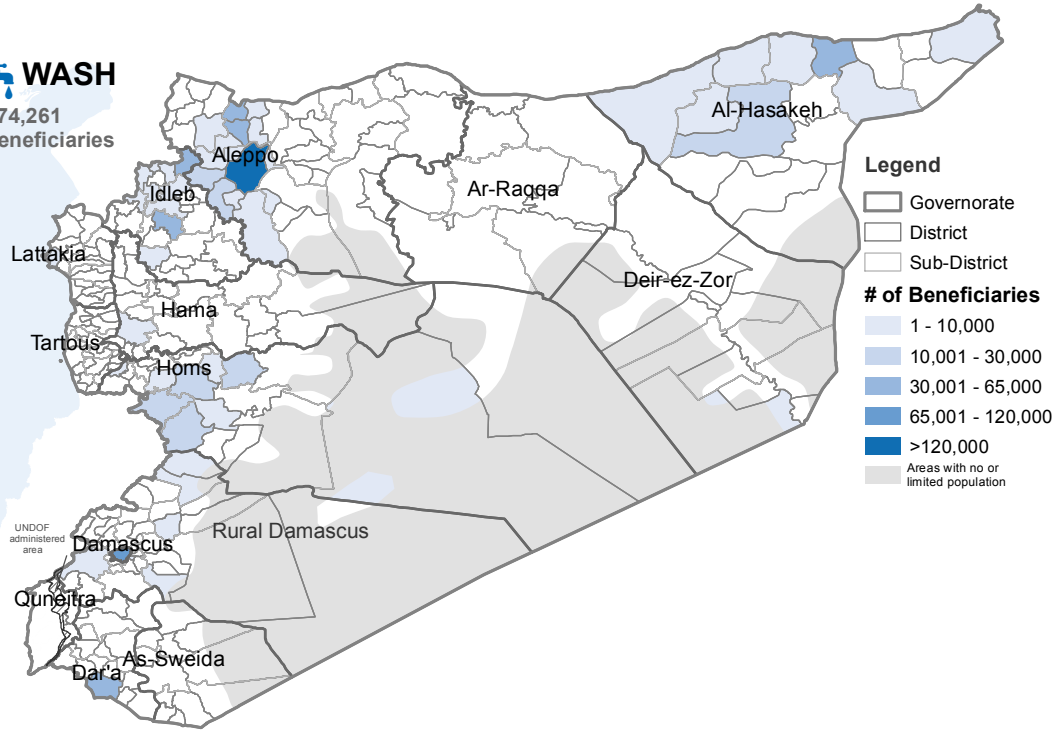 WASH
74,261
eneficiaries
Al-Hasakeh
Aleppo
Idleb
Ar-Raqqa
Lattakia
Deir-ez-Zor
Hama
Tartous
Homs
Rural Damascus
UNDOF
administered
area
Damascus
Quneitra
As-Sweida
Dar'a
Legend
Governorate
District
Sub-District
# of Beneficiaries
1 - 10,000
10,001 - 30,000
30,001 - 65,000
65,001 - 120,000
>120,000
Areas with no or
limited population